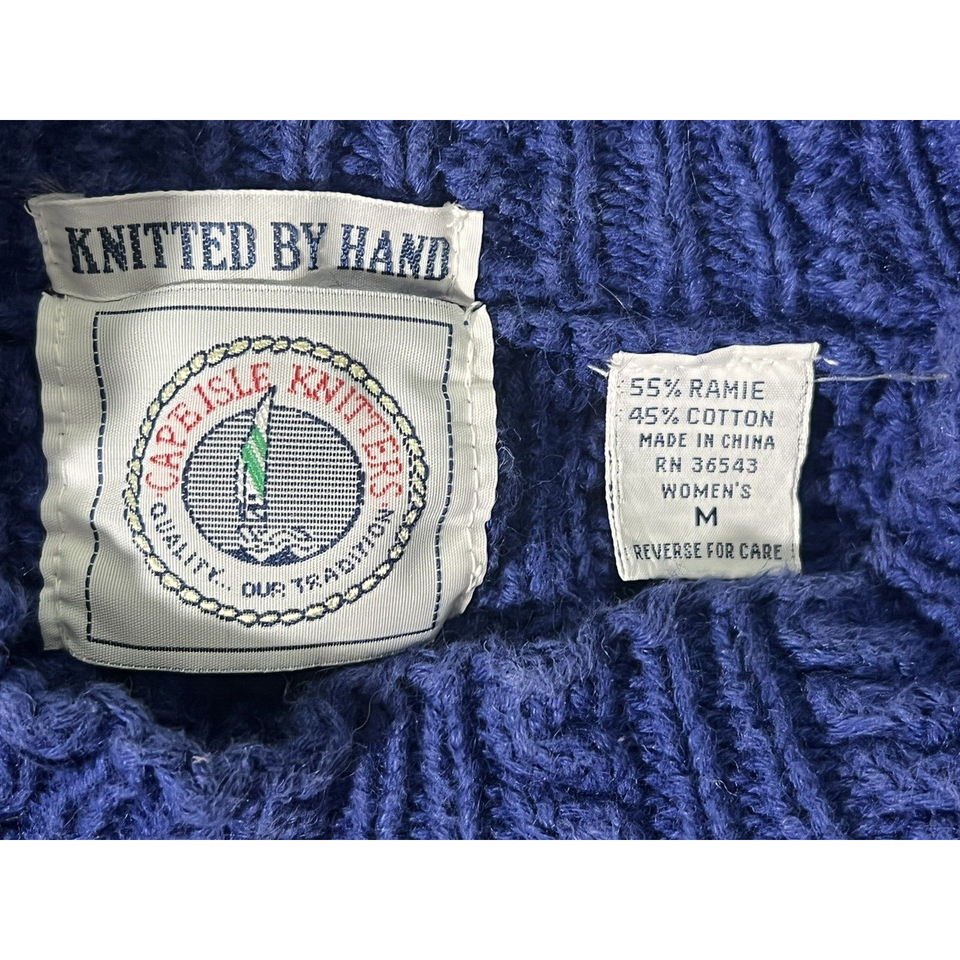 KNITTED BY HAND
CAPE ISLE KNITTERS
QUALITY.. OUR TRADITION
55% RAMIE
45% COTTON
MADE IN CHINA
RN 36543
WOMEN'S
M
REVERSE FOR CARE